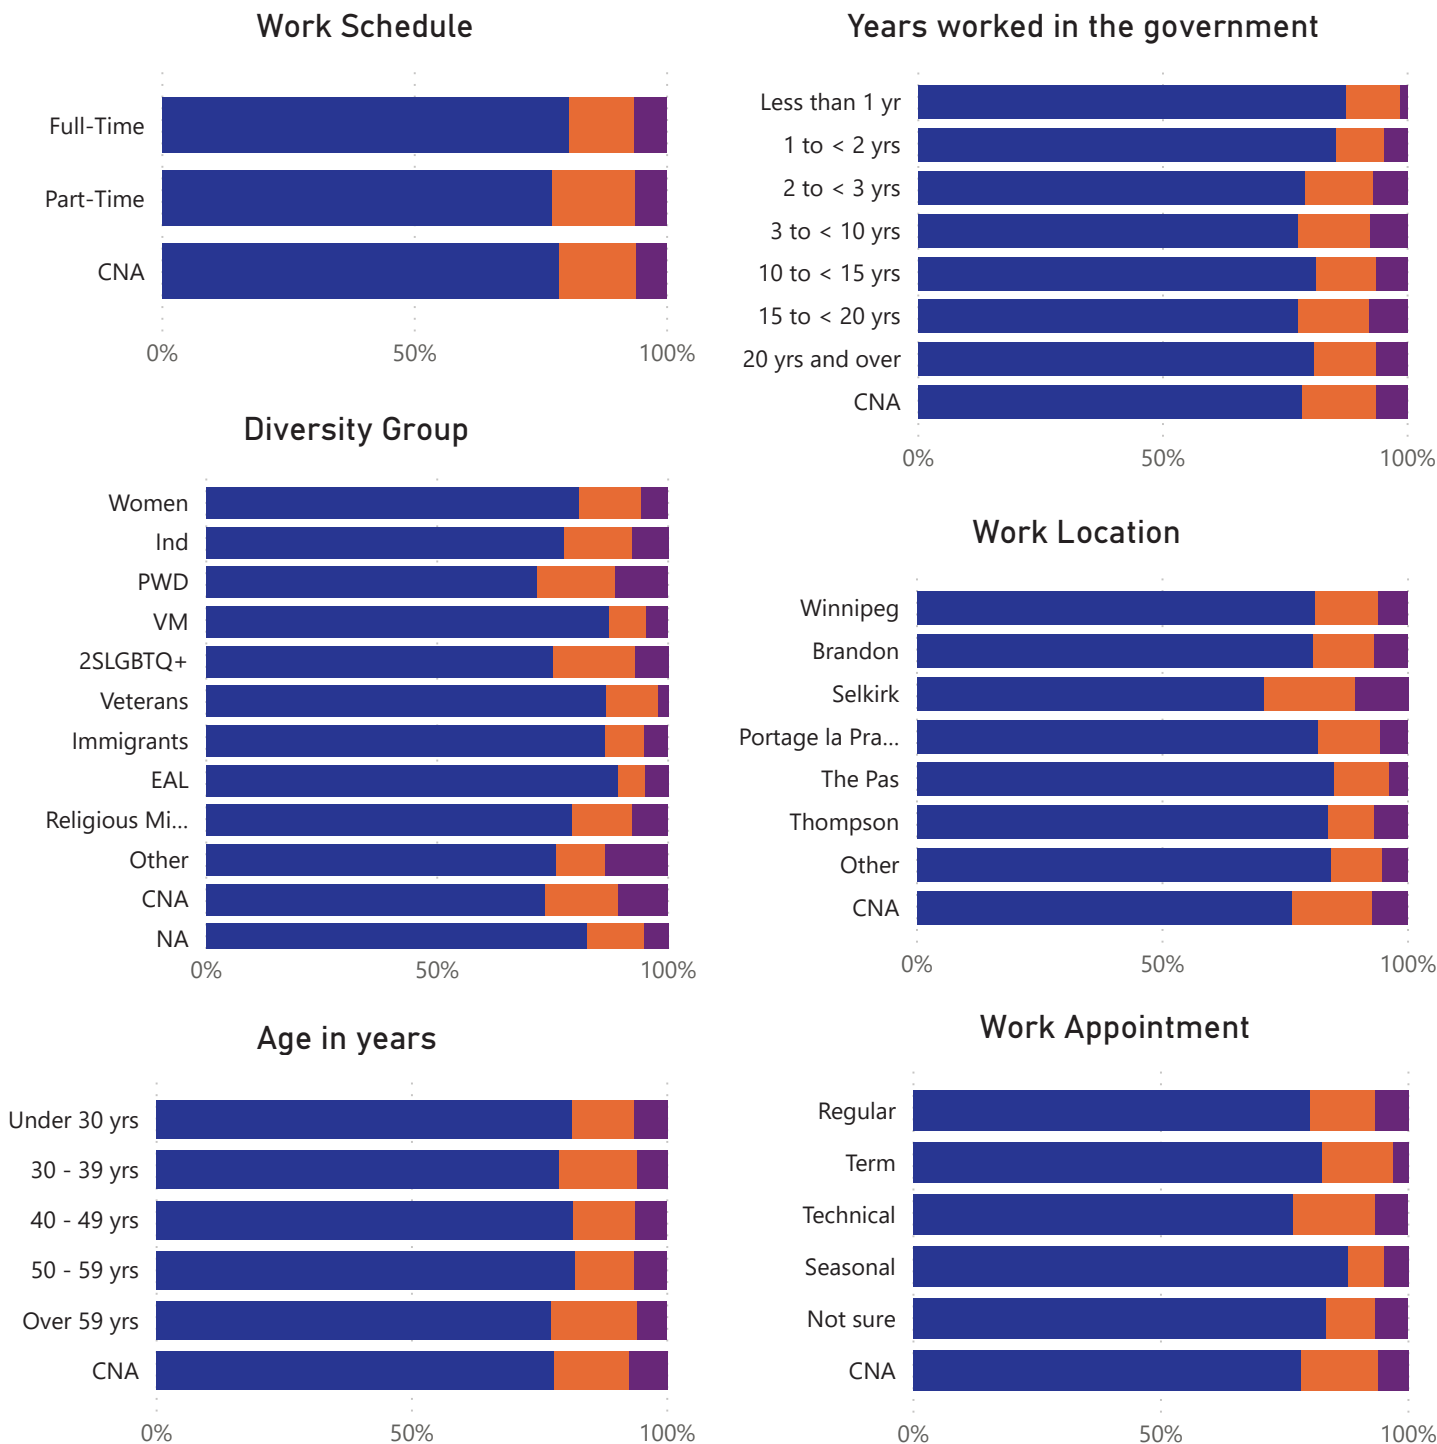 Work Schedule
Full-Time
Part-Time
CNA
0% 50% 100%
Diversity Group
Women
Ind
PWD
VM
2SLGBTQ+
Veterans
Immigrants
EAL
Religious Mi...
Other
CNA
NA
0% 50% 100%
Age in years
Under 30 yrs
30 - 39 yrs
40 - 49 yrs
50 - 59 yrs
Over 59 yrs
CNA
0% 50% 100%
Years worked in the government
Less than 1 yr
1 to < 2 yrs
2 to < 3 yrs
3 to < 10 yrs
10 to < 15 yrs
15 to < 20 yrs
20 yrs and over
CNA
0% 50% 100%
Work Location
Winnipeg
Brandon
Selkirk
Portage la Pra...
The Pas
Thompson
Other
CNA
0% 50% 100%
Work Appointment
Regular
Term
Technical
Seasonal
Not sure
CNA
0% 50% 100%